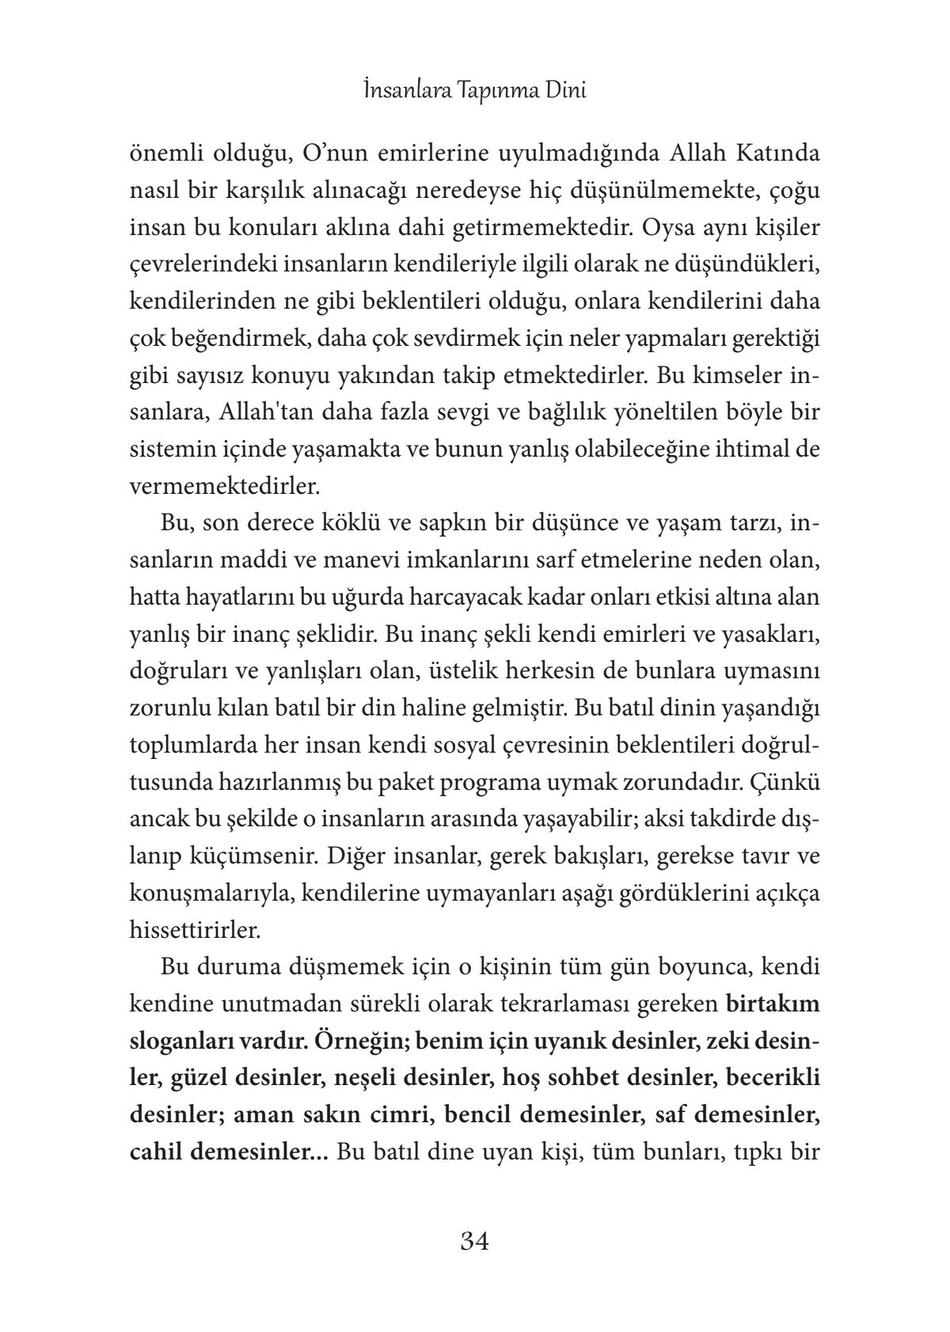 İnsanlara Tapınma Dini
önemli olduğu, O’nun emirlerine uyulmadığında Allah Katında
nasıl bir karşılık alınacağı neredeyse hiç düşünülmemekte, çoğu
insan bu konuları aklına dahi getirmemektedir. Oysa aynı kişiler
çevrelerindeki insanların kendileriyle ilgili olarak ne düşündükleri,
kendilerinden ne gibi beklentileri olduğu, onlara kendilerini daha
çok beğendirmek, daha çok sevdirmek için neler yapmaları gerektiği
gibi sayısız konuyu yakından takip etmektedirler. Bu kimseler in-
sanlara, Allah'tan daha fazla sevgi ve bağlılık yöneltilen böyle bir
sistemin içinde yaşamakta ve bunun yanlış olabileceğine ihtimal de
vermemektedirler.
Bu, son derece köklü ve sapkın bir düşünce ve yaşam tarzı, in-
sanların maddi ve manevi imkanlarını sarf etmelerine neden olan,
hatta hayatlarını bu uğurda harcayacak kadar onları etkisi altına alan
yanlış bir inanç şeklidir. Bu inanç şekli kendi emirleri ve yasakları,
doğruları ve yanlışları olan, üstelik herkesin de bunlara uymasını
zorunlu kılan batıl bir din haline gelmiştir. Bu batıl dinin yaşandığı
toplumlarda her insan kendi sosyal çevresinin beklentileri doğrul-
tusunda hazırlanmış bu paket programa uymak zorundadır. Çünkü
ancak bu şekilde o insanların arasında yaşayabilir; aksi takdirde dış-
lanıp küçümsenir. Diğer insanlar, gerek bakışları, gerekse tavır ve
konuşmalarıyla, kendilerine uymayanları aşağı gördüklerini açıkça
hissettirirler.
Bu duruma düşmemek için o kişinin tüm gün boyunca, kendi
kendine unutmadan sürekli olarak tekrarlaması gereken birtakım
sloganları vardır. Örneğin; benim için uyanık desinler, zeki desin-
ler, güzel desinler, neşeli desinler, hoş sohbet desinler, becerikli
desinler; aman sakın cimri, bencil demesinler, saf demesinler,
cahil demesinler... Bu batıl dine uyan kişi, tüm bunları, tıpkı bir
34